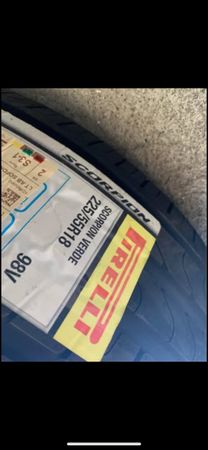 SCORPION
PIRELLI
SCORPION VERDE
225/55R18
98V